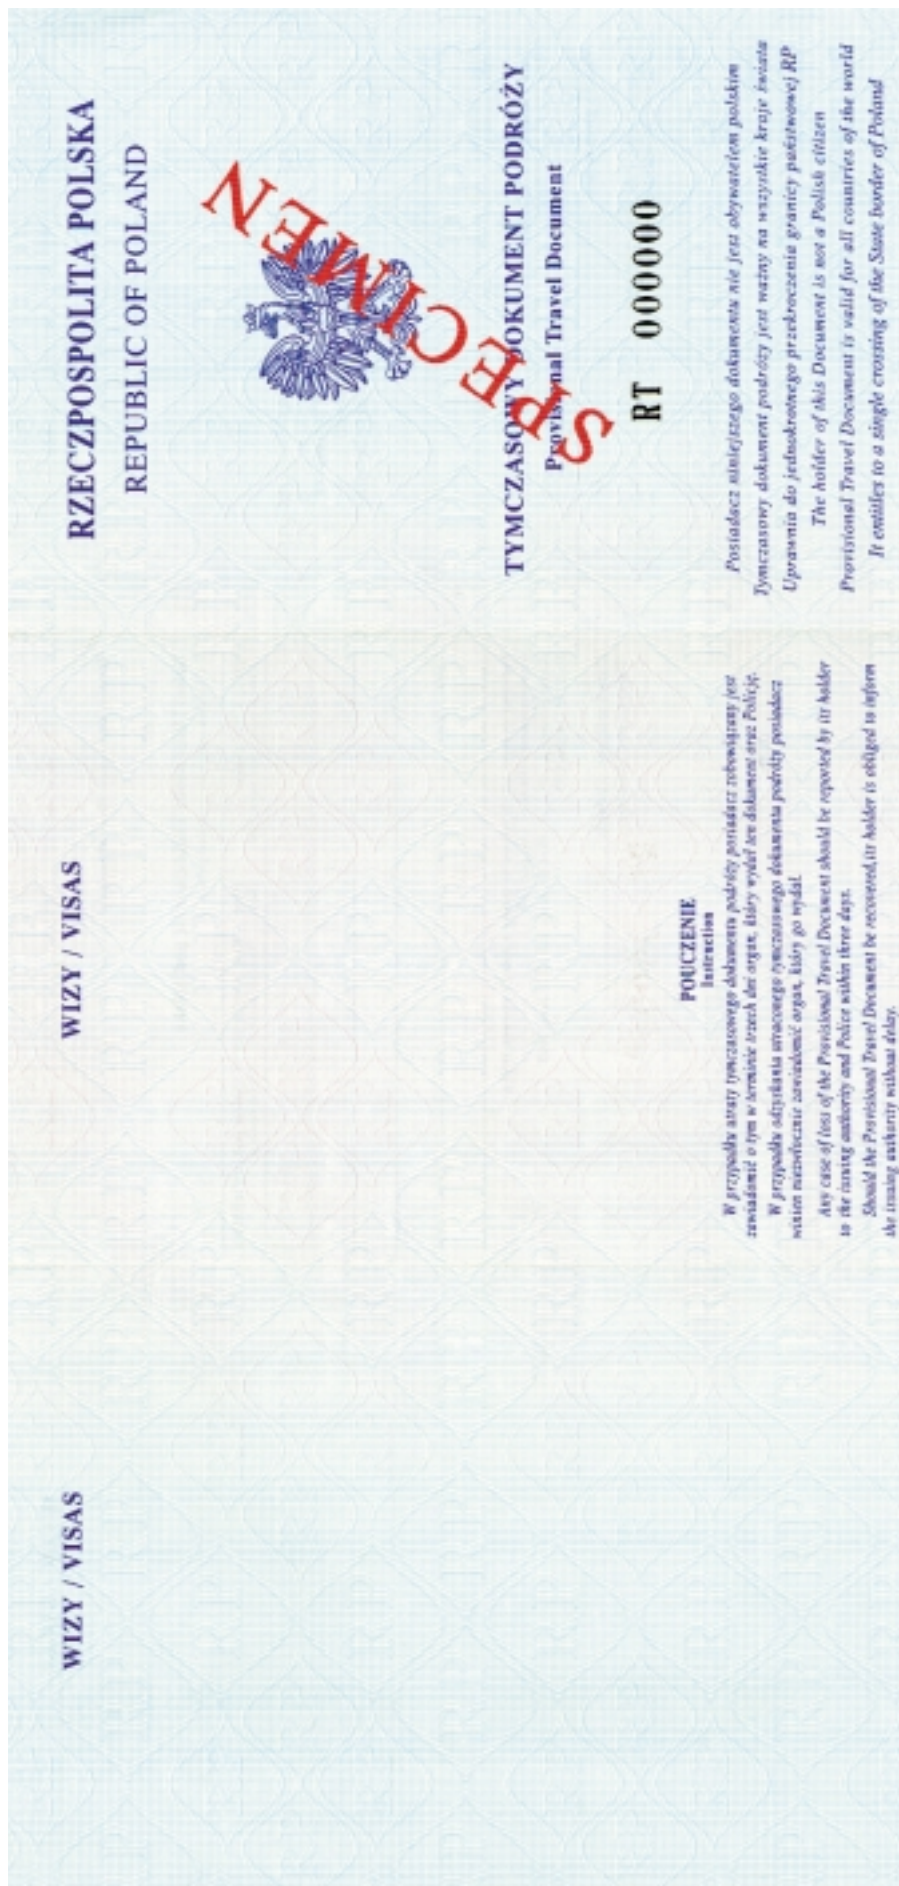 RZECZPOSPOLITA POLSKA
REPUBLIC OF POLAND
SPECIMEN
TYMCZASOWY DOKUMENT PODRÓŻY
Provisional Travel Document
RT 000000
Posiadacz niniejszego dokumentu nie jest obywatelem polskim
Tymczasowy dokument podróży jest ważny na wszystkie kraje świata
Uprawnia do jednokrotnego przekroczenia granicy państwowej RP
The holder of this Document is not a Polish citizen
Provisional Travel Document is valid for all countries of the world
It entitles to a single crossing of the State border of Poland
WIZY / VISAS
POUCZENIE
Instruction
W przypadku utraty tymczasowego dokumentu podróży posiadacz zobowiązany jest
zawiadomić o tym w terminie trzech dni organ, który wydał ten dokument oraz Policję.
W przypadku odzyskania utraconego tymczasowego dokumentu podróży posiadacz
winien niezwłocznie zawiadomić organ, który go wydał.
Any case of loss of the Provisional Travel Document should be reported by its holder
to the issuing authority and Police within three days.
Should the Provisional Travel Document be recovered,its holder is obliged to inform
the issuing authority without delay.
WIZY / VISAS